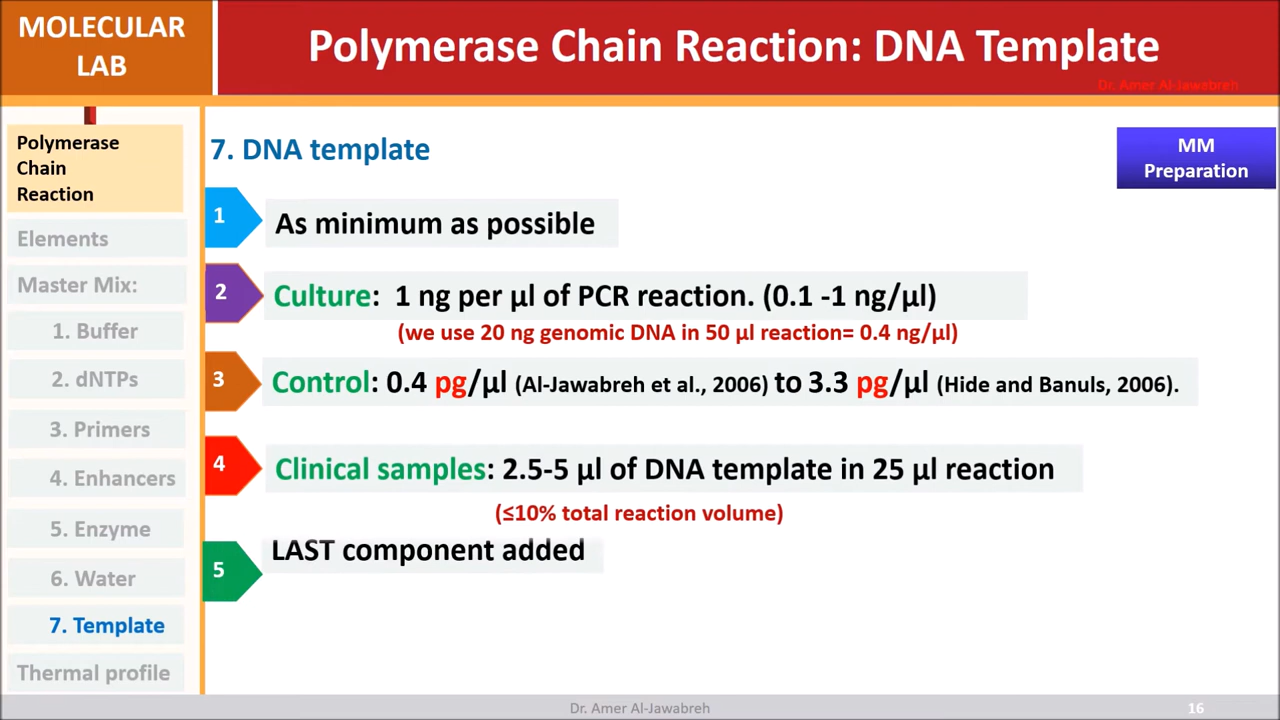 MOLECULAR
LAB
Polymerase Chain Reaction: DNA Template
Dr. Amer Al-Jawabreh
Polymerase
Chain
Reaction
Elements
Master Mix:
1. Buffer
2. dNTPs
3. Primers
4. Enhancers
5. Enzyme
6. Water
7. Template
Thermal profile
7. DNA template
MM
Preparation
1 As minimum as possible
2 Culture: 1 ng per µl of PCR reaction. (0.1 -1 ng/µl)
(we use 20 ng genomic DNA in 50 µl reaction= 0.4 ng/µl)
3 Control: 0.4 pg/µl (Al-Jawabreh et al., 2006) to 3.3 pg/µl (Hide and Banuls, 2006).
4 Clinical samples: 2.5-5 µl of DNA template in 25 µl reaction
(≤10% total reaction volume)
5 LAST component added
Dr. Amer Al-Jawabreh
16